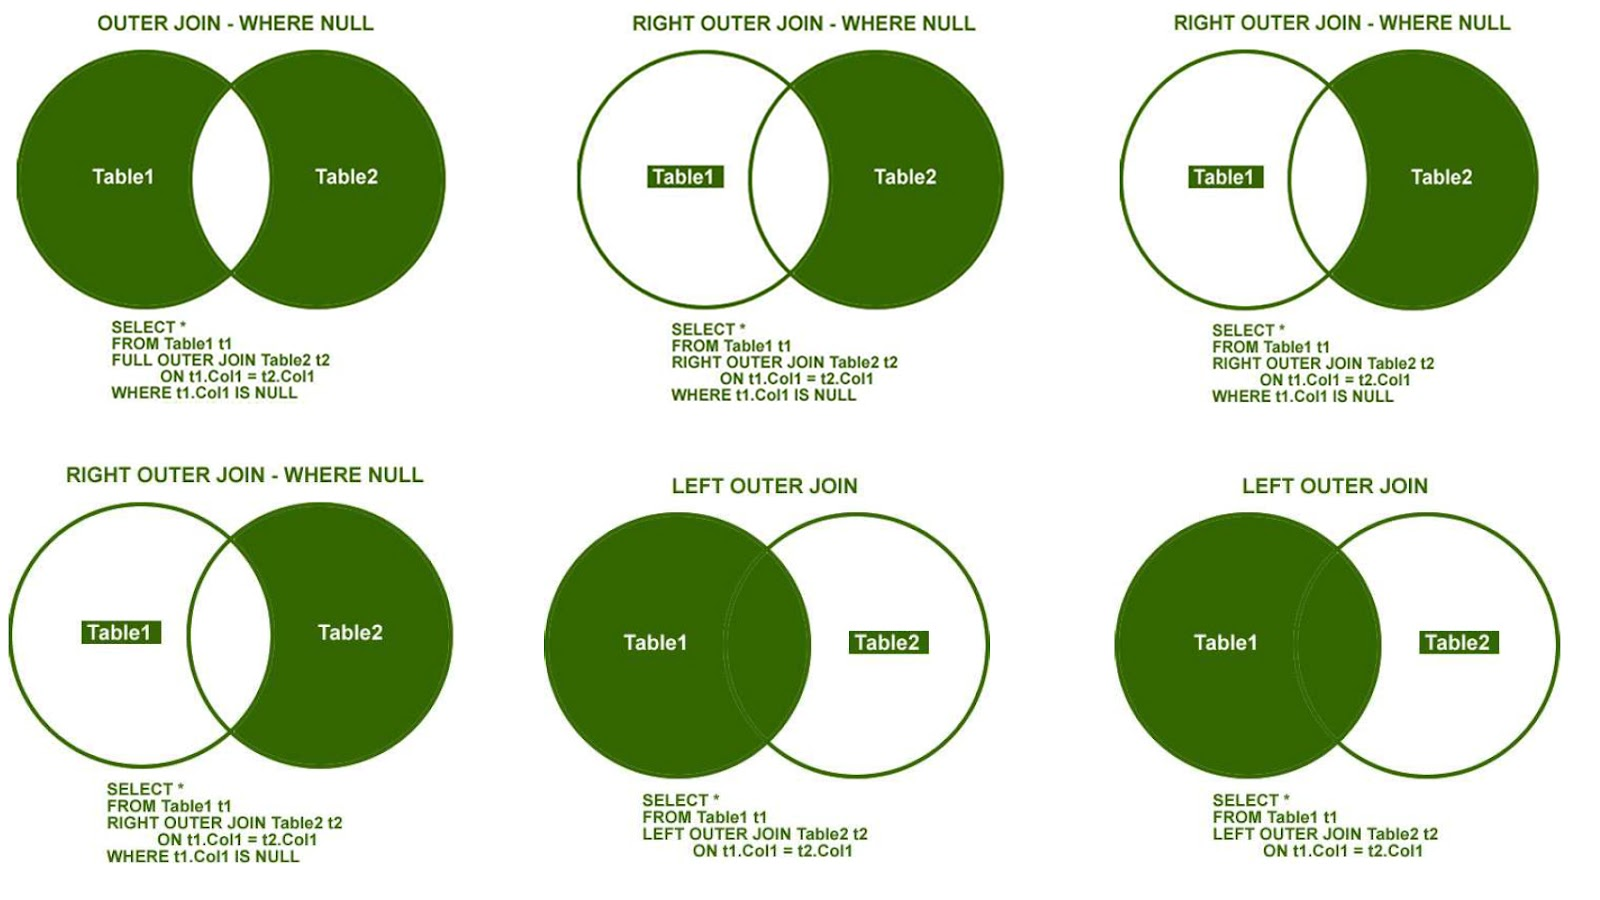 OUTER JOIN - WHERE NULL
Table1
Table2
SELECT *
FROM Table1 t1
FULL OUTER JOIN Table2 t2
ON t1.Col1 = t2.Col1
WHERE t1.Col1 IS NULL
RIGHT OUTER JOIN - WHERE NULL
Table1
Table2
SELECT *
FROM Table1 t1
RIGHT OUTER JOIN Table2 t2
ON t1.Col1 = t2.Col1
WHERE t1.Col1 IS NULL
RIGHT OUTER JOIN - WHERE NULL
Table1
Table2
SELECT *
FROM Table1 t1
RIGHT OUTER JOIN Table2 t2
ON t1.Col1 = t2.Col1
WHERE t1.Col1 IS NULL
RIGHT OUTER JOIN - WHERE NULL
Table1
Table2
SELECT *
FROM Table1 t1
RIGHT OUTER JOIN Table2 t2
ON t1.Col1 = t2.Col1
WHERE t1.Col1 IS NULL
LEFT OUTER JOIN
Table1
Table2
SELECT *
FROM Table1 t1
LEFT OUTER JOIN Table2 t2
ON t1.Col1 = t2.Col1
LEFT OUTER JOIN
Table1
Table2
SELECT *
FROM Table1 t1
LEFT OUTER JOIN Table2 t2
ON t1.Col1 = t2.Col1